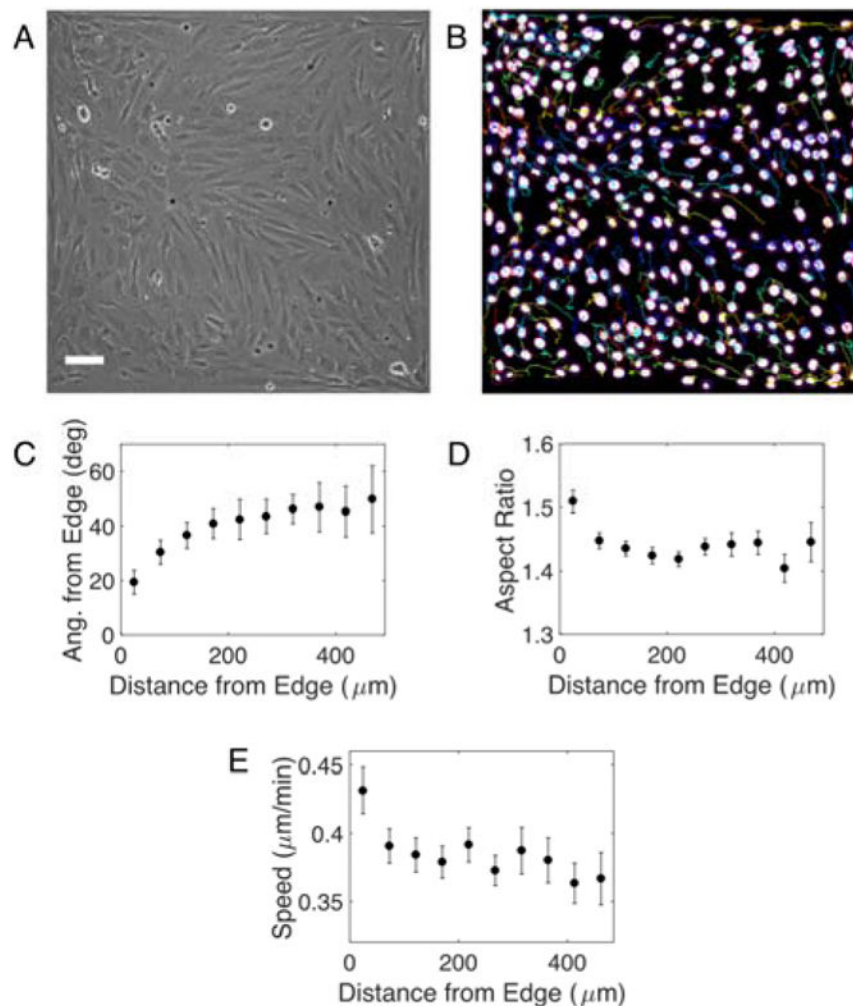 A
B
C
Ang. from Edge (deg)
60
40
20
0
0 200 400
Distance from Edge (μm)
D
Aspect Ratio
1.6
1.5
1.4
1.3
0 200 400
Distance from Edge (μm)
E
Speed (μm/min)
0.45
0.4
0.35
0 200 400
Distance from Edge (μm)